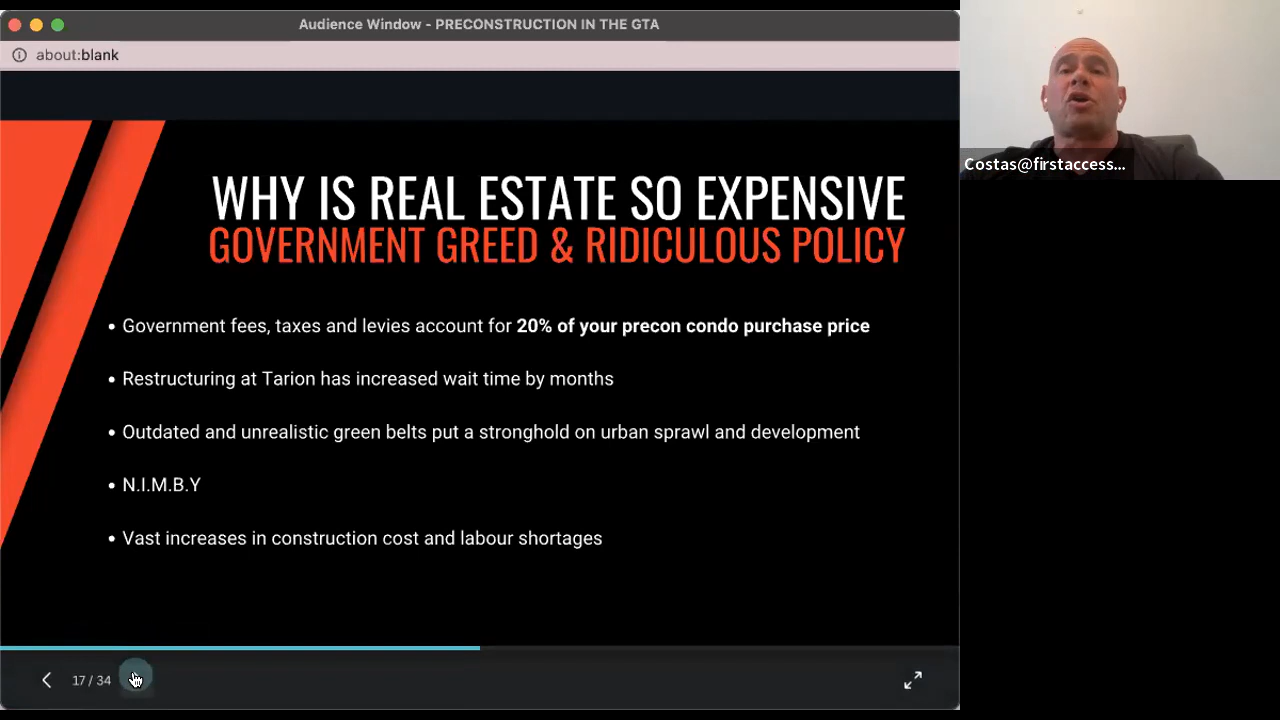 Audience Window - PRECONSTRUCTION IN THE GTA
about:blank
Costas@firstaccess...
WHY IS REAL ESTATE SO EXPENSIVE
GOVERNMENT GREED & RIDICULOUS POLICY
• Government fees, taxes and levies account for 20% of your precon condo purchase price
• Restructuring at Tarion has increased wait time by months
• Outdated and unrealistic green belts put a stronghold on urban sprawl and development
• N.I.M.B.Y
• Vast increases in construction cost and labour shortages
17 / 34